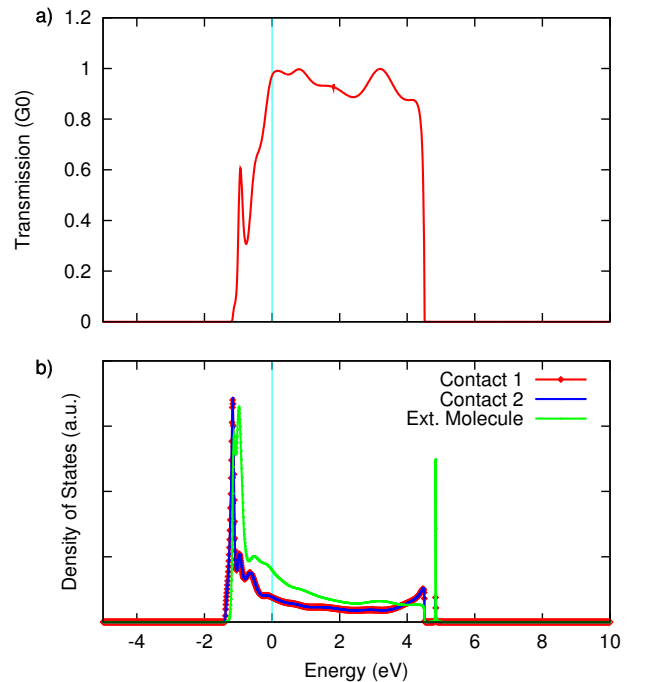 a)
1.2
1
0.8
0.6
0.4
0.2
0
Transmission (G0)
b)
Contact 1
Contact 2
Ext. Molecule
Density of States (a.u.)
-4 -2 0 2 4 6 8 10
Energy (eV)